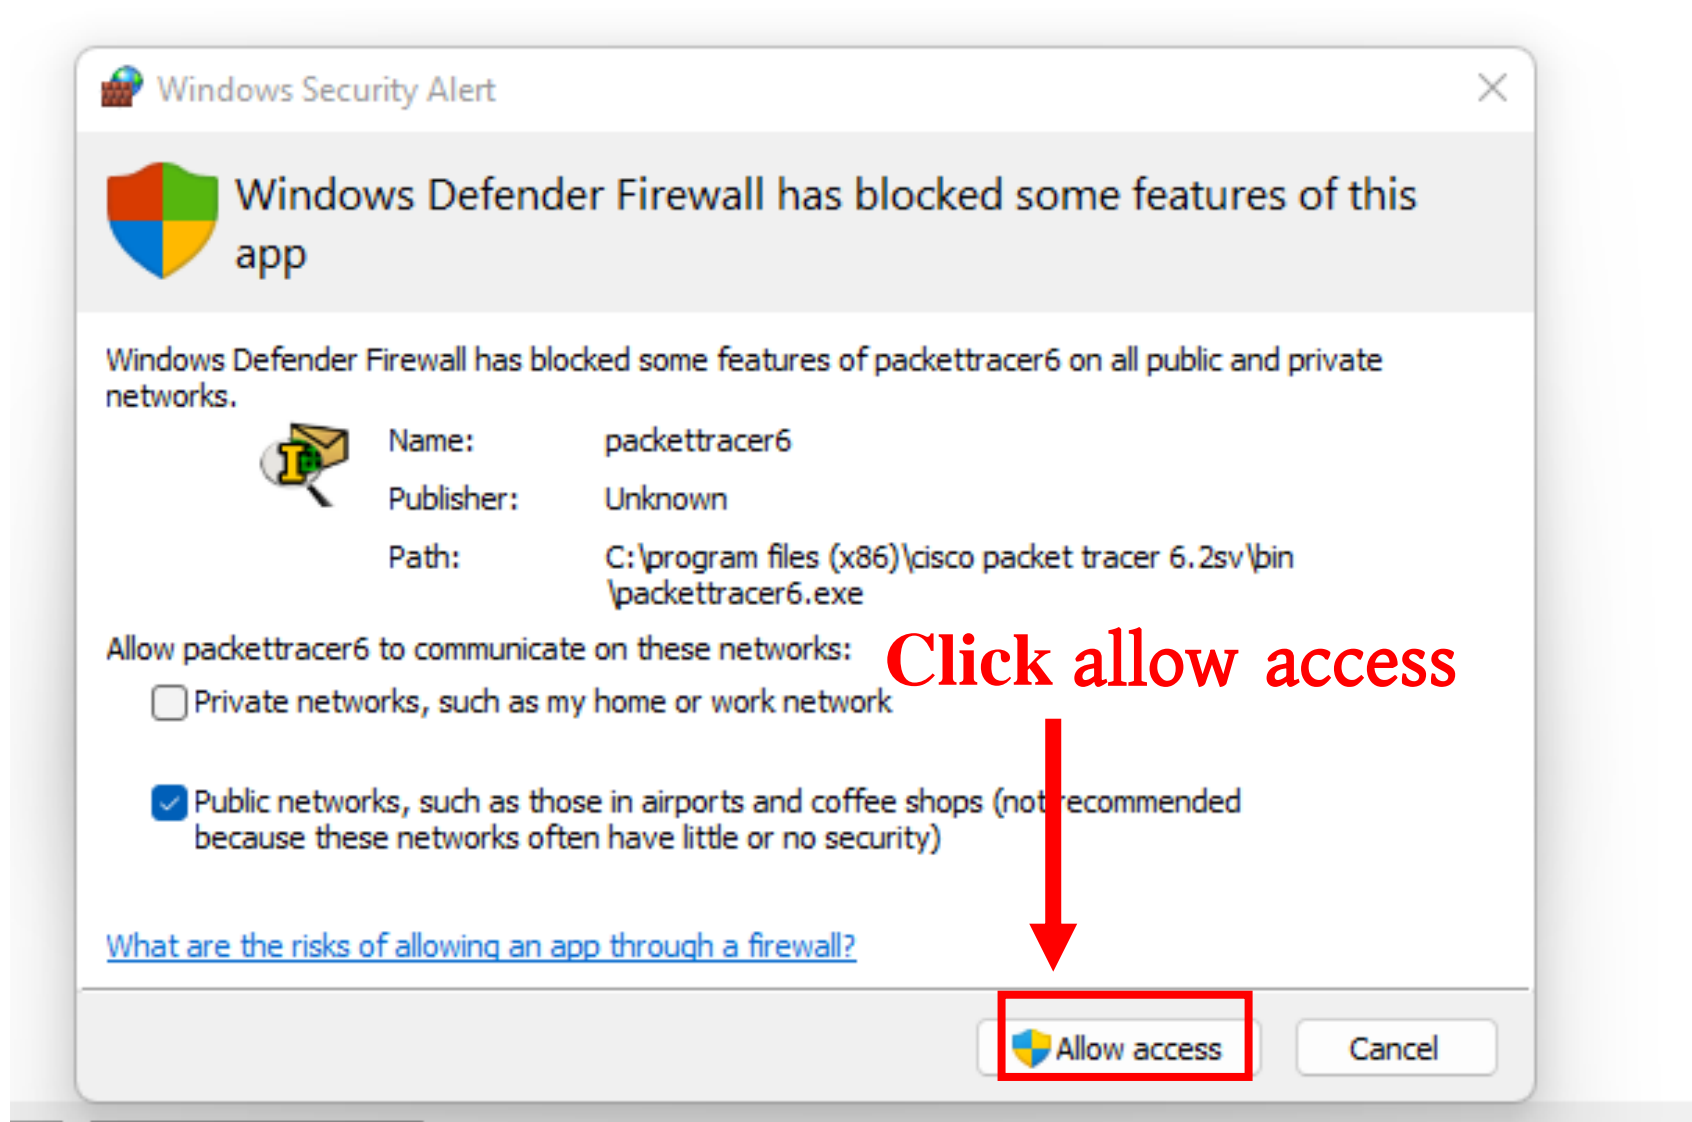 Windows Security Alert
Windows Defender Firewall has blocked some features of this
app
Windows Defender Firewall has blocked some features of packettracer6 on all public and private
networks.
Name: packettracer6
Publisher: Unknown
Path: C:\program files (x86)\cisco packet tracer 6.2sv\bin
\packettracer6.exe
Allow packettracer6 to communicate on these networks:
Click allow access
Private networks, such as my home or work network
Public networks, such as those in airports and coffee shops (not recommended
because these networks often have little or no security)
What are the risks of allowing an app through a firewall?
Allow access
Cancel